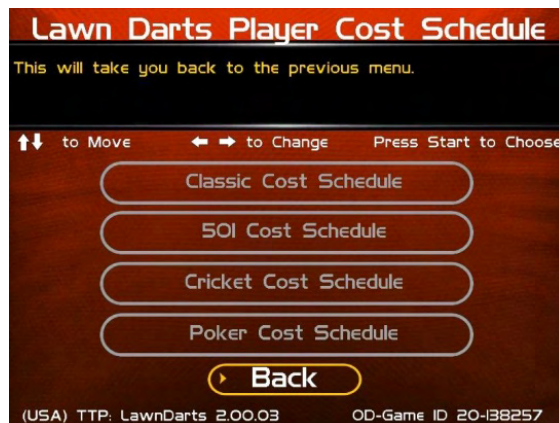 Lawn Darts Player Cost Schedule
This will take you back to the previous menu.
to Move to Change Press Start to Choose
Classic Cost Schedule
501 Cost Schedule
Cricket Cost Schedule
Poker Cost Schedule
Back
(USA) TTP: LawnDarts 2.00.03 OD-Game ID 20-138257